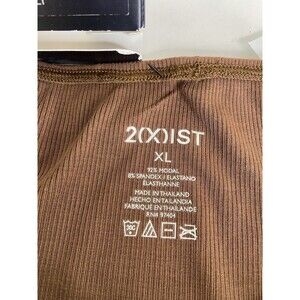 2(X)IST
XL
92% MODAL
8% SPANDEX / ELASTANO
ELASTHANNE
MADE IN THAILAND
HECHO EN TAILANDIA
FABRIQUÉ EN THAÏLANDE
RN# 97404